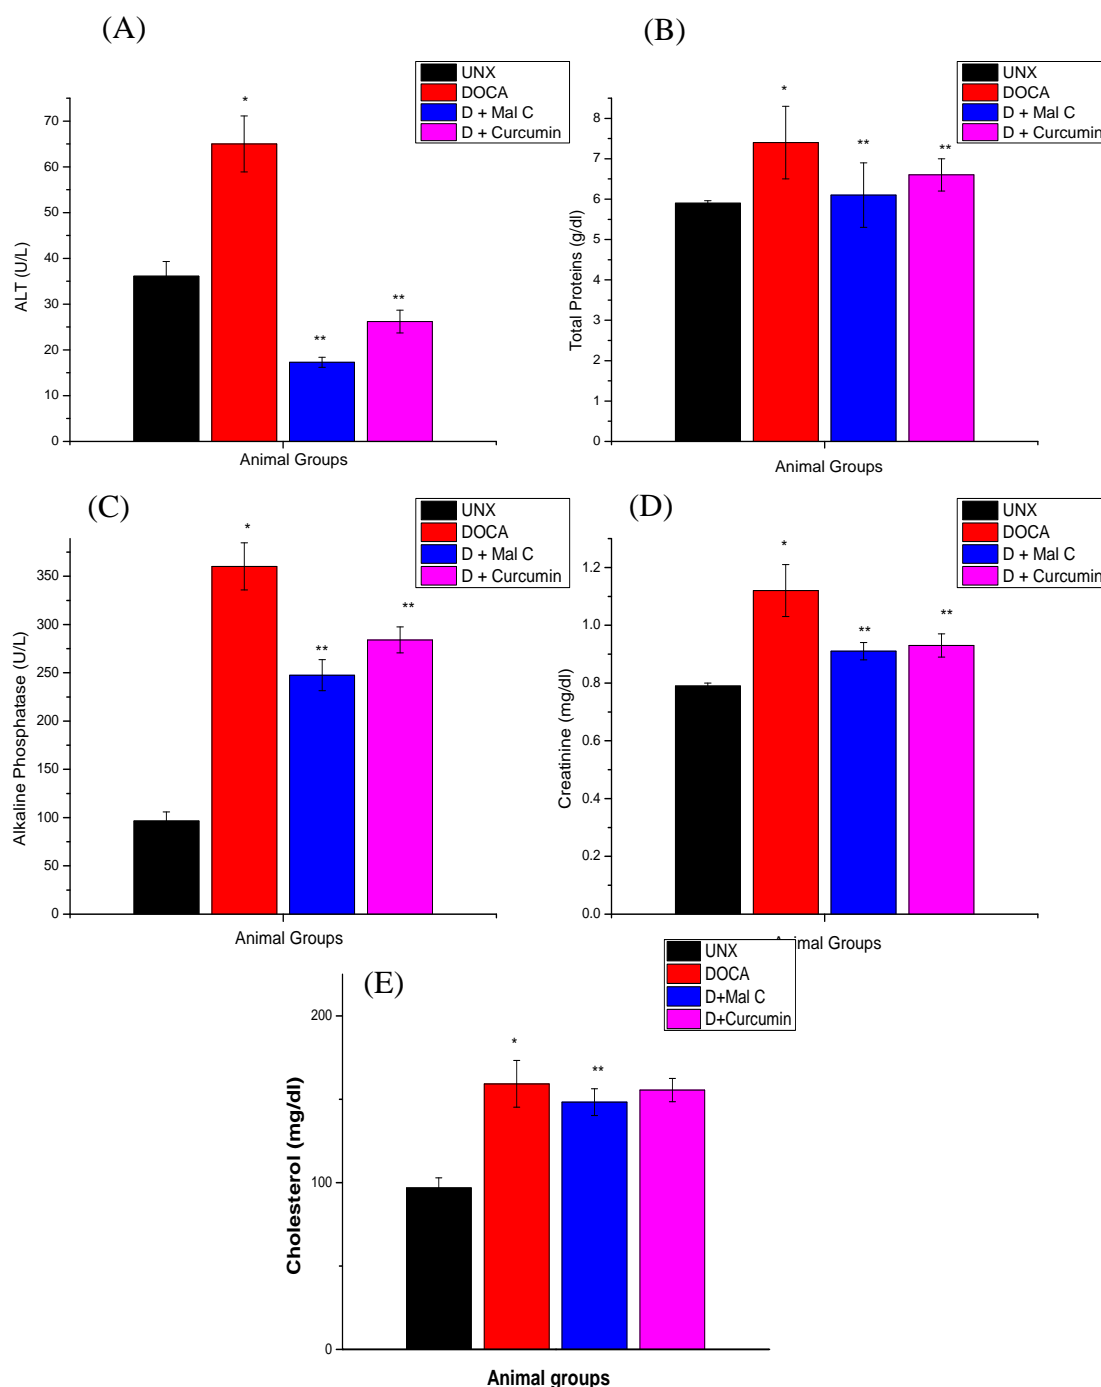 (A)
UNX
DOCA
D + Mal C
D + Curcumin
70
60
50
40
30
20
10
0
ALT (U/L)
*
**
**
Animal Groups
(B)
UNX
DOCA
D + Mal C
D + Curcumin
8
7
6
5
4
3
2
1
0
Total Proteins (g/dl)
*
**
**
Animal Groups
(C)
UNX
DOCA
D + Mal C
D + Curcumin
350
300
250
200
150
100
50
0
Alkaline Phosphatase (U/L)
*
**
**
Animal Groups
(D)
UNX
DOCA
D + Mal C
D + Curcumin
1.2
1.0
0.8
0.6
0.4
0.2
0.0
Creatinine (mg/dl)
*
**
**
Animal Groups
(E)
UNX
DOCA
D+Mal C
D+Curcumin
200
100
0
Cholesterol (mg/dl)
*
**
Animal groups